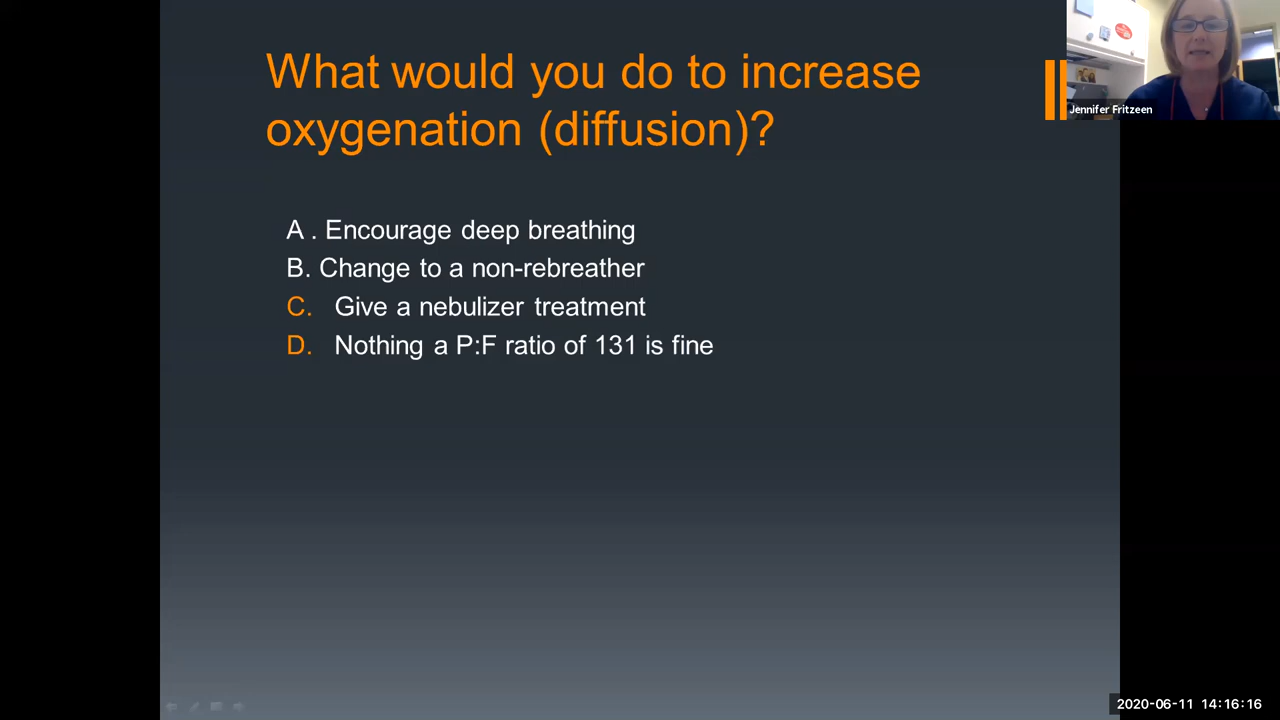 What would you do to increase
oxygenation (diffusion)?
Jennifer Fritzeen
A . Encourage deep breathing
B. Change to a non-rebreather
C. Give a nebulizer treatment
D. Nothing a P:F ratio of 131 is fine
2020-06-11 14:16:16